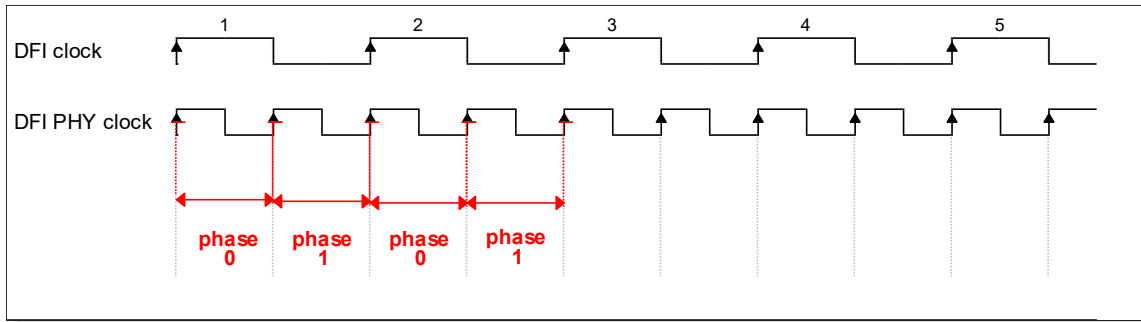 1 2 3 4 5
DFI clock
DFI PHY clock
phase phase phase phase
0 1 0 1